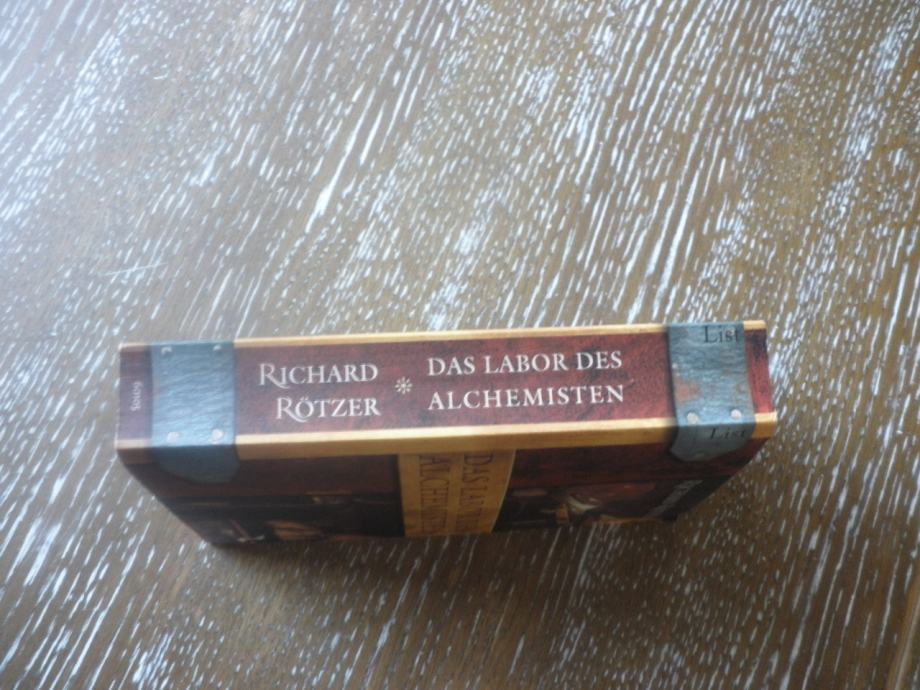 RICHARD
RÖTZER
*
DAS LABOR DES
ALCHEMISTEN
List
List